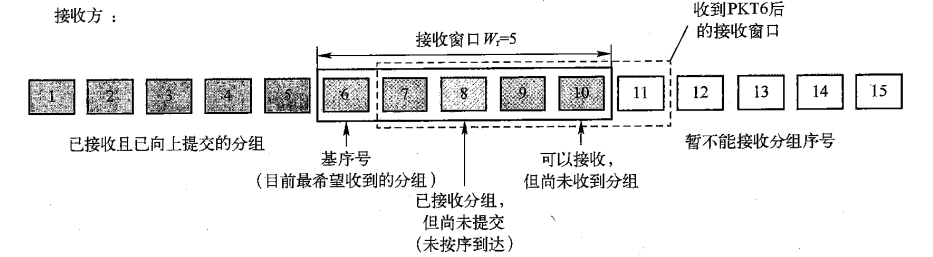 接收方：
收到PKT6后
的接收窗口
接收窗口Wr=5
1 2 3 4 5 6 7 8 9 10 11 12 13 14 15
已接收且已向上提交的分组
基序号
(目前最希望收到的分组)
已接收分组，
但尚未提交
(未按序到达)
可以接收，
但尚未收到分组
暂不能接收分组序号